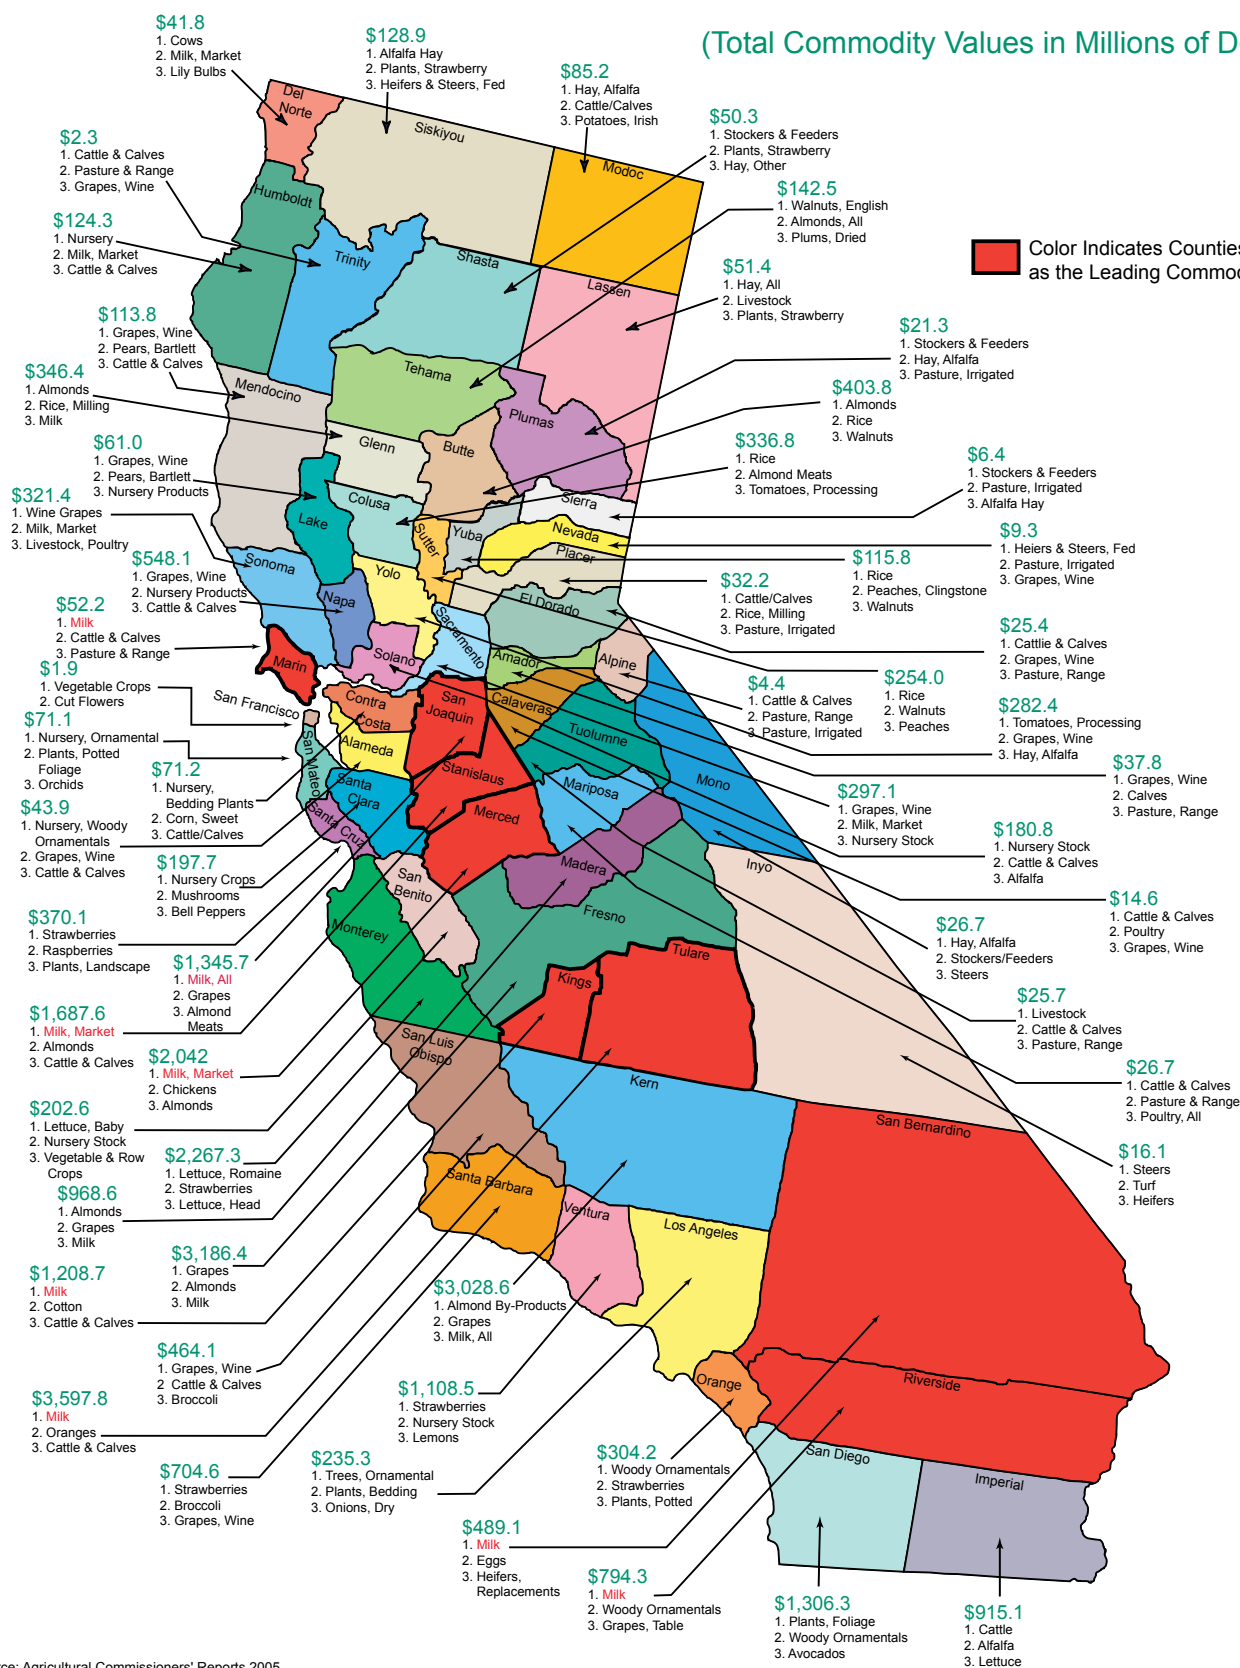 (Total Commodity Values in Millions of D
Color Indicates Counties
as the Leading Commod
$41.8
1. Cows
2. Milk, Market
3. Lily Bulbs
$128.9
1. Alfalfa Hay
2. Plants, Strawberry
3. Heifers & Steers, Fed
$85.2
1. Hay, Alfalfa
2. Cattle/Calves
3. Potatoes, Irish
$50.3
1. Stockers & Feeders
2. Plants, Strawberry
3. Hay, Other
$2.3
1. Cattle & Calves
2. Pasture & Range
3. Grapes, Wine
$142.5
1. Walnuts, English
2. Almonds, All
3. Plums, Dried
$124.3
1. Nursery
2. Milk, Market
3. Cattle & Calves
$51.4
1. Hay, All
2. Livestock
3. Plants, Strawberry
$113.8
1. Grapes, Wine
2. Pears, Bartlett
3. Cattle & Calves
$21.3
1. Stockers & Feeders
2. Hay, Alfalfa
3. Pasture, Irrigated
$346.4
1. Almonds
2. Rice, Milling
3. Milk
$403.8
1. Almonds
2. Rice
3. Walnuts
$61.0
1. Grapes, Wine
2. Pears, Bartlett
3. Nursery Products
$336.8
1. Rice
2. Almond Meats
3. Tomatoes, Processing
$6.4
1. Stockers & Feeders
2. Pasture, Irrigated
3. Alfalfa Hay
$321.4
1. Wine Grapes
2. Milk, Market
3. Livestock, Poultry
$9.3
1. Heiers & Steers, Fed
2. Pasture, Irrigated
3. Grapes, Wine
$548.1
1. Grapes, Wine
2. Nursery Products
3. Cattle & Calves
$115.8
1. Rice
2. Peaches, Clingstone
3. Walnuts
$32.2
1. Cattle/Calves
2. Rice, Milling
3. Pasture, Irrigated
$52.2
1. Milk
2. Cattle & Calves
3. Pasture & Range
$25.4
1. Cattlie & Calves
2. Grapes, Wine
3. Pasture, Range
$1.9
1. Vegetable Crops
2. Cut Flowers
$4.4
1. Cattle & Calves
2. Pasture, Range
3. Pasture, Irrigated
$254.0
1. Rice
2. Walnuts
3. Peaches
$282.4
1. Tomatoes, Processing
2. Grapes, Wine
3. Hay, Alfalfa
$71.1
1. Nursery, Ornamental
2. Plants, Potted
Foliage
3. Orchids
$71.2
1. Nursery,
Bedding Plants
2. Corn, Sweet
3. Cattle/Calves
$37.8
1. Grapes, Wine
2. Calves
3. Pasture, Range
$43.9
1. Nursery, Woody
Ornamentals
2. Grapes, Wine
3. Cattle & Calves
$297.1
1. Grapes, Wine
2. Milk, Market
3. Nursery Stock
$180.8
1. Nursery Stock
2. Cattle & Calves
3. Alfalfa
$197.7
1. Nursery Crops
2. Mushrooms
3. Bell Peppers
$14.6
1. Cattle & Calves
2. Poultry
3. Grapes, Wine
$370.1
1. Strawberries
2. Raspberries
3. Plants, Landscape
$26.7
1. Hay, Alfalfa
2. Stockers/Feeders
3. Steers
$1,345.7
1. Milk, All
2. Grapes
3. Almond
Meats
$25.7
1. Livestock
2. Cattle & Calves
3. Pasture, Range
$1,687.6
1. Milk, Market
2. Almonds
3. Cattle & Calves
$2,042
1. Milk, Market
2. Chickens
3. Almonds
$26.7
1. Cattle & Calves
2. Pasture & Range
3. Poultry, All
$202.6
1. Lettuce, Baby
2. Nursery Stock
3. Vegetable & Row
Crops
$2,267.3
1. Lettuce, Romaine
2. Strawberries
3. Lettuce, Head
$16.1
1. Steers
2. Turf
3. Heifers
$968.6
1. Almonds
2. Grapes
3. Milk
$3,186.4
1. Grapes
2. Almonds
3. Milk
$1,208.7
1. Milk
2. Cotton
3. Cattle & Calves
$3,028.6
1. Almond By-Products
2. Grapes
3. Milk, All
$464.1
1. Grapes, Wine
2 Cattle & Calves
3. Broccoli
$1,108.5
1. Strawberries
2. Nursery Stock
3. Lemons
$3,597.8
1. Milk
2. Oranges
3. Cattle & Calves
$235.3
1. Trees, Ornamental
2. Plants, Bedding
3. Onions, Dry
$304.2
1. Woody Ornamentals
2. Strawberries
3. Plants, Potted
$704.6
1. Strawberries
2. Broccoli
3. Grapes, Wine
$489.1
1. Milk
2. Eggs
3. Heifers,
Replacements
$794.3
1. Milk
2. Woody Ornamentals
3. Grapes, Table
$1,306.3
1. Plants, Foliage
2. Woody Ornamentals
3. Avocados
$915.1
1. Cattle
2. Alfalfa
3. Lettuce
Del
Norte
Siskiyou
Modoc
Humboldt
Trinity
Shasta
Lassen
Tehama
Mendocino
Plumas
Glenn
Butte
Sierra
Colusa
Lake
Sutter
Yuba
Nevada
Placer
Sonoma
Yolo
Napa
El Dorado
Sacramento
Solano
Amador
Alpine
Marin
Contra
Costa
San
Joaquin
Calaveras
San Francisco
Tuolumne
Alameda
San Mateo
Stanislaus
Santa
Clara
Mono
Mariposa
Santa Cruz
Merced
Madera
San
Benito
Inyo
Fresno
Monterey
Tulare
Kings
San Luis
Obispo
Kern
San Bernardino
Santa Barbara
Ventura
Los Angeles
Orange
Riverside
San Diego
Imperial
rce: Agricultural Commissioners' Reports 2005